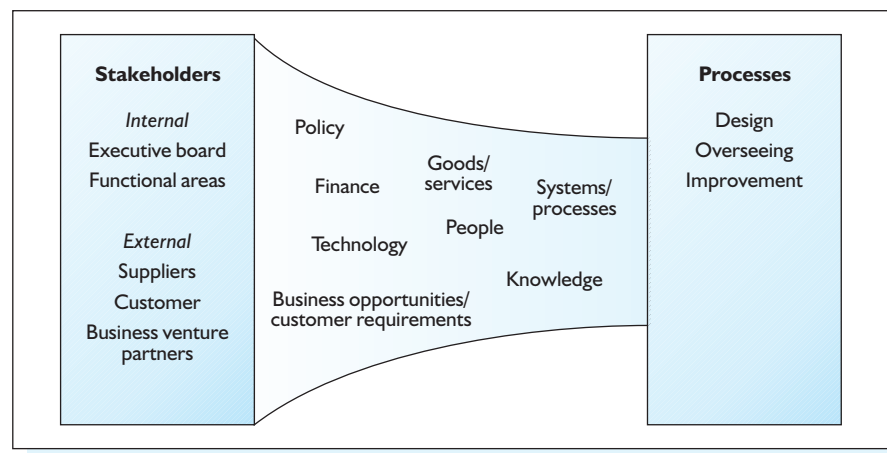 Stakeholders
Internal
Executive board
Functional areas
External
Suppliers
Customer
Business venture
partners
Policy
Finance
Technology
Business opportunities/
customer requirements
Goods/
services
People
Systems/
processes
Knowledge
Processes
Design
Overseeing
Improvement